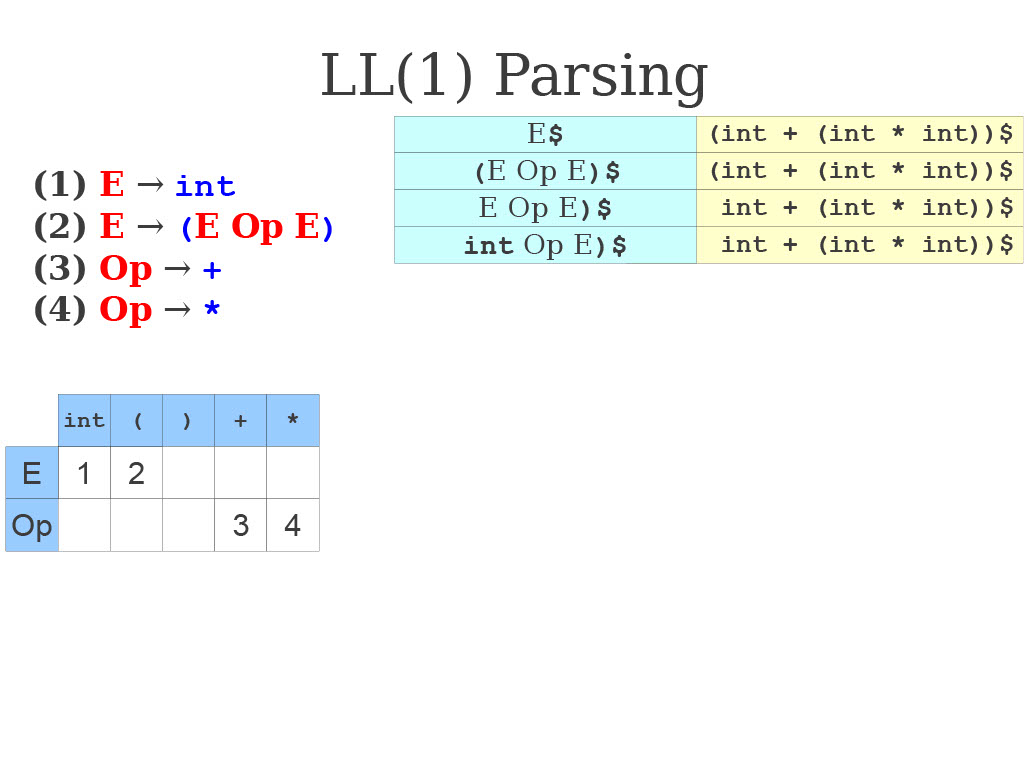 LL(1) Parsing
(1) E → int
(2) E → (E Op E)
(3) Op → +
(4) Op → *
E$ (int + (int * int))$
(E Op E)$ (int + (int * int))$
E Op E)$ int + (int * int))$
int Op E)$ int + (int * int))$
int ( ) + *
E 1 2
Op 3 4